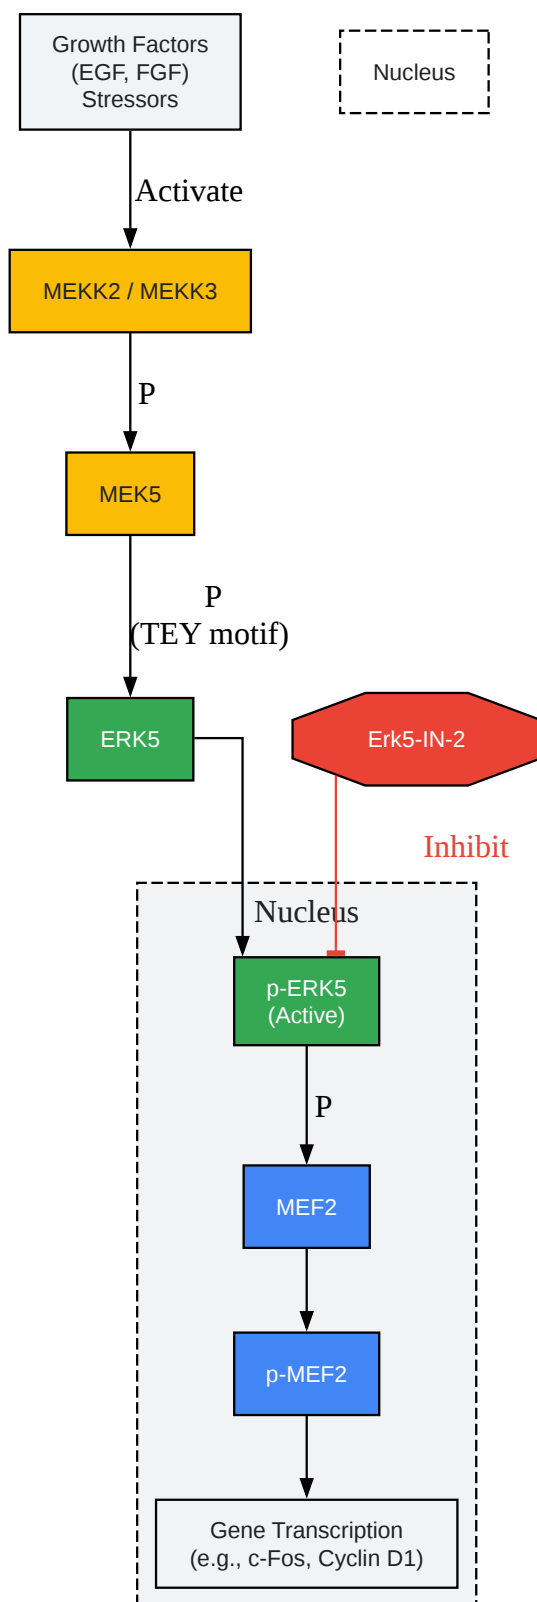 Growth Factors
(EGF, FGF)
Stressors
Nucleus
Activate
MEKK2 / MEKK3
P
MEK5
P
(TEY motif)
ERK5
Erk5-IN-2
Inhibit
Nucleus
p-ERK5
(Active)
P
MEF2
p-MEF2
Gene Transcription
(e.g., c-Fos, Cyclin D1)